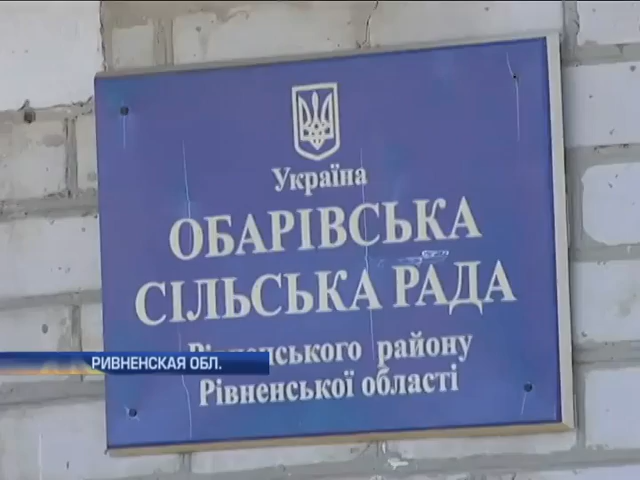 Україна
ОБАРІВСЬКА
СІЛЬСЬКА РАДА
району
РИВНЕНСКАЯ ОБЛ.
Рівненської області